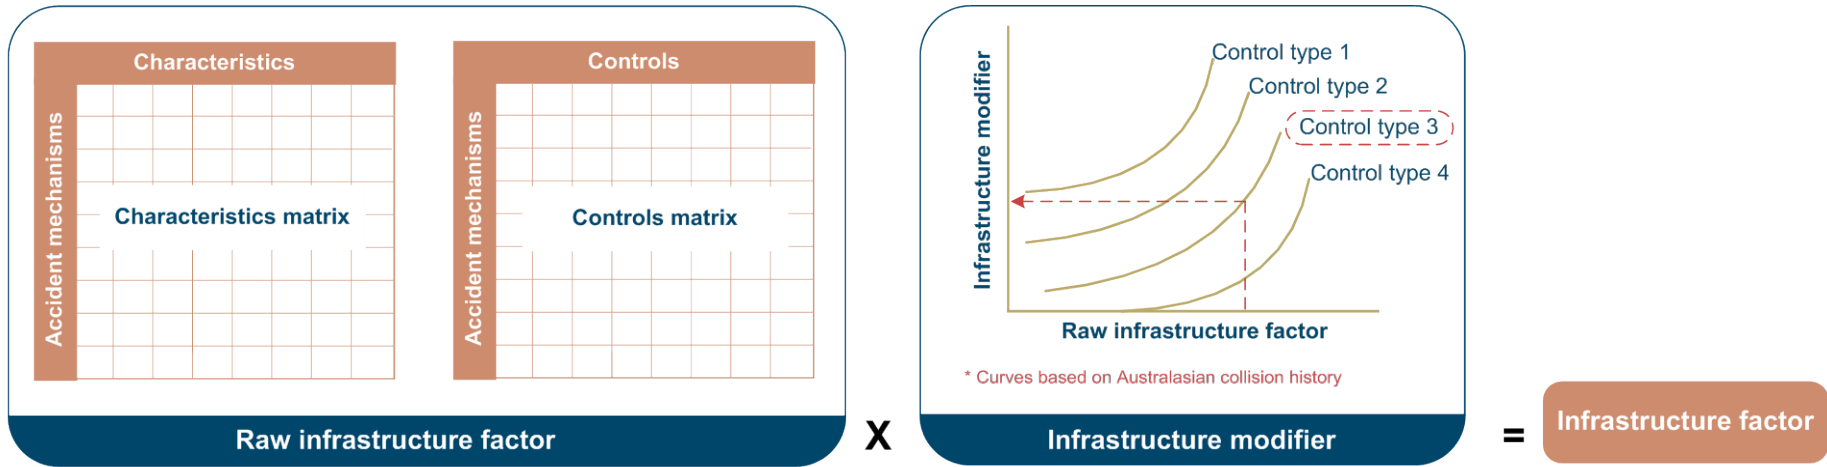 Characteristics
Accident mechanisms
Characteristics matrix
Controls
Accident mechanisms
Controls matrix
Raw infrastructure factor
X
Infrastructure modifier
Control type 1
Control type 2
Control type 3
Control type 4
Raw infrastructure factor
* Curves based on Australasian collision history
Infrastructure modifier
=
Infrastructure factor